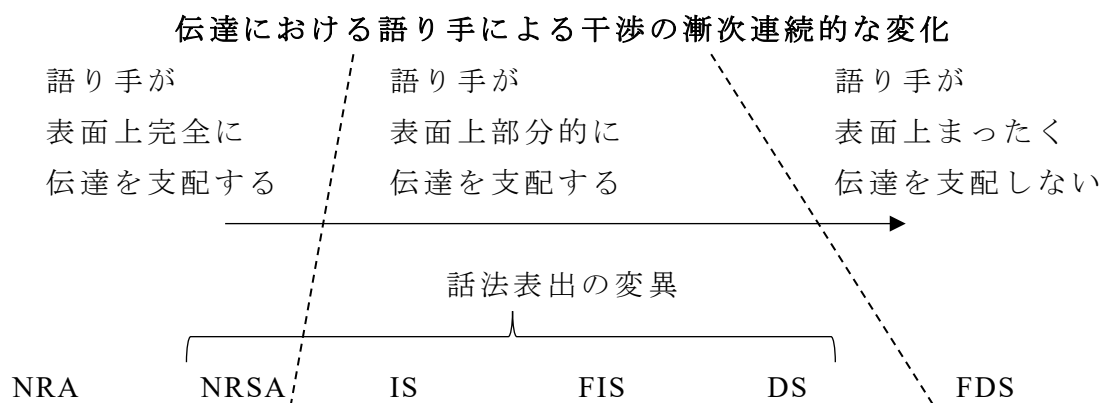 伝達における語り手による干渉の漸次連続的な変化
語り手が 語り手が 語り手が
表面上完全に 表面上部分的に 表面上まったく
伝達を支配する 伝達を支配する 伝達を支配しない
話法表出の変異
NRA NRSA IS FIS DS FDS